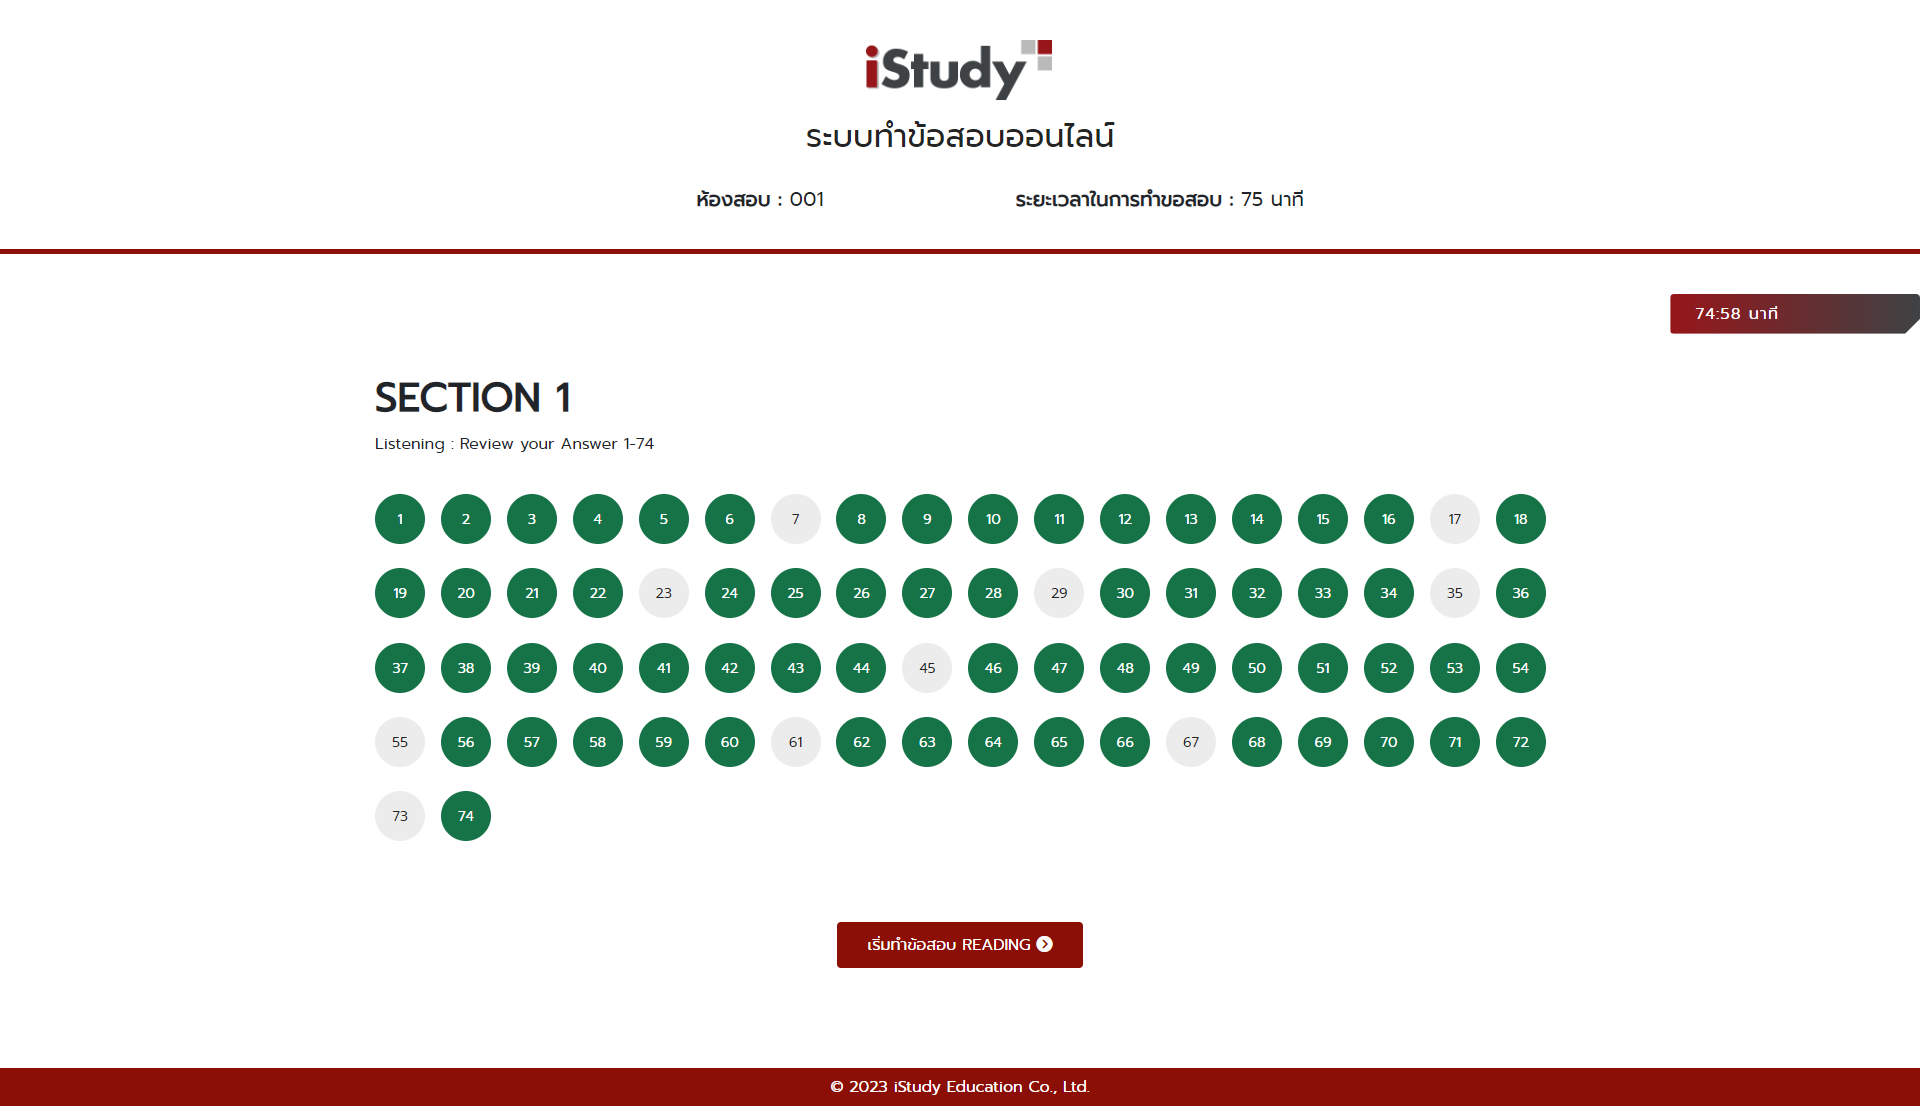 iStudy
ระบบทำข้อสอบออนไลน์
ห้องสอบ : 001 ระยะเวลาในการทำขอสอบ : 75 นาที
74:58 นาที
SECTION 1
Listening : Review your Answer 1-74
1 2 3 4 5 6 7 8 9 10 11 12 13 14 15 16 17 18
19 20 21 22 23 24 25 26 27 28 29 30 31 32 33 34 35 36
37 38 39 40 41 42 43 44 45 46 47 48 49 50 51 52 53 54
55 56 57 58 59 60 61 62 63 64 65 66 67 68 69 70 71 72
73 74
เริ่มทำข้อสอบ READING
© 2023 iStudy Education Co., Ltd.